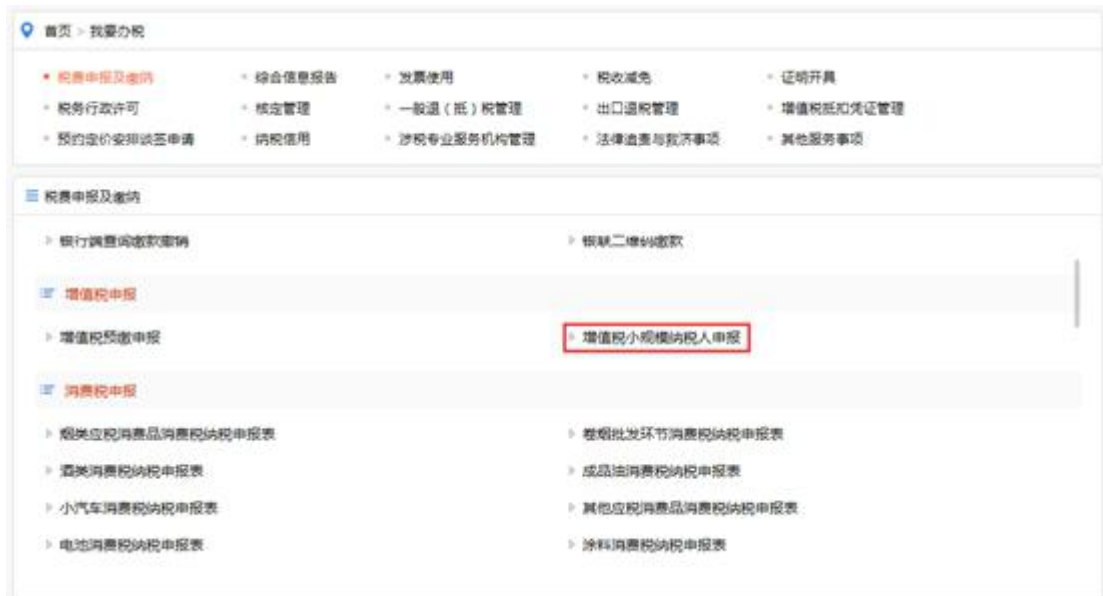 首页 > 我要办税
税费申报及缴纳 综合信息报告 发票使用 税收减免 证明开具
税务行政许可 核定管理 一般退（抵）税管理 出口退税管理 增值税抵扣凭证管理
预约定价安排谈签申请 纳税信用 涉税专业服务机构管理 法律追责与救济事项 其他服务事项
税费申报及缴纳
银行端查询缴款撤销 银联二维码缴款
增值税申报
增值税预缴申报 增值税小规模纳税人申报
消费税申报
烟类应税消费品消费税纳税申报表 卷烟批发环节消费税纳税申报表
酒类消费税纳税申报表 成品油消费税纳税申报表
小汽车消费税纳税申报表 其他应税消费品消费税纳税申报表
电池消费税纳税申报表 涂料消费税纳税申报表